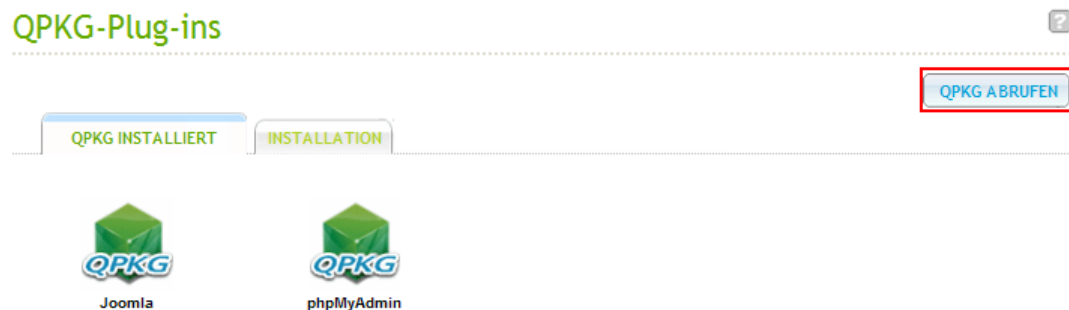 QPKG-Plug-ins
?
QPKG ABRUFEN
QPKG INSTALLIERT
INSTALLATION
QPKG
QPKG
Joomla
phpMyAdmin